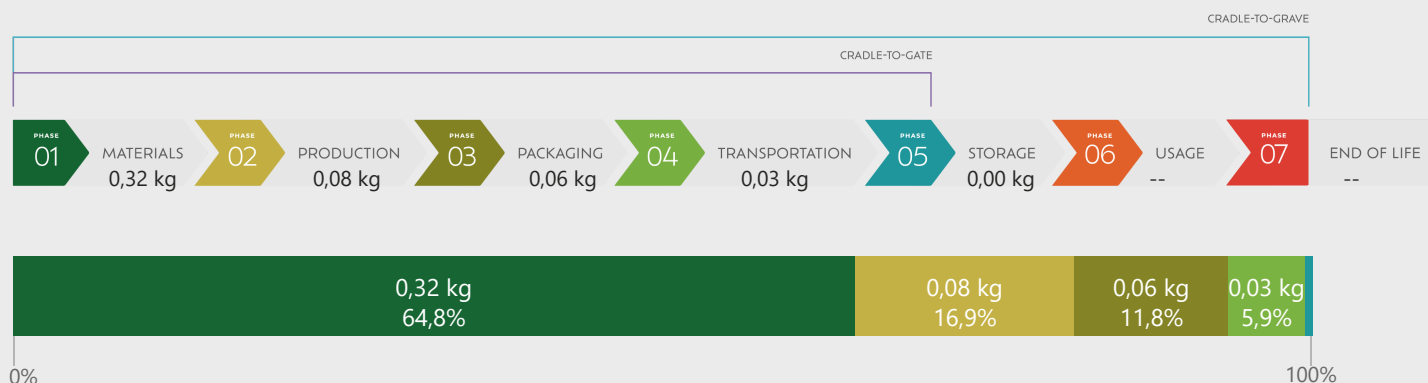 CRADLE-TO-GRAVE
CRADLE-TO-GATE
PHASE
01
MATERIALS
0,32 kg
PHASE
02
PRODUCTION
0,08 kg
PHASE
03
PACKAGING
0,06 kg
PHASE
04
TRANSPORTATION
0,03 kg
PHASE
05
STORAGE
0,00 kg
PHASE
06
USAGE
--
PHASE
07
END OF LIFE
--
0,32 kg
64,8%
0,08 kg
16,9%
0,06 kg
11,8%
0,03 kg
5,9%
0%
100%